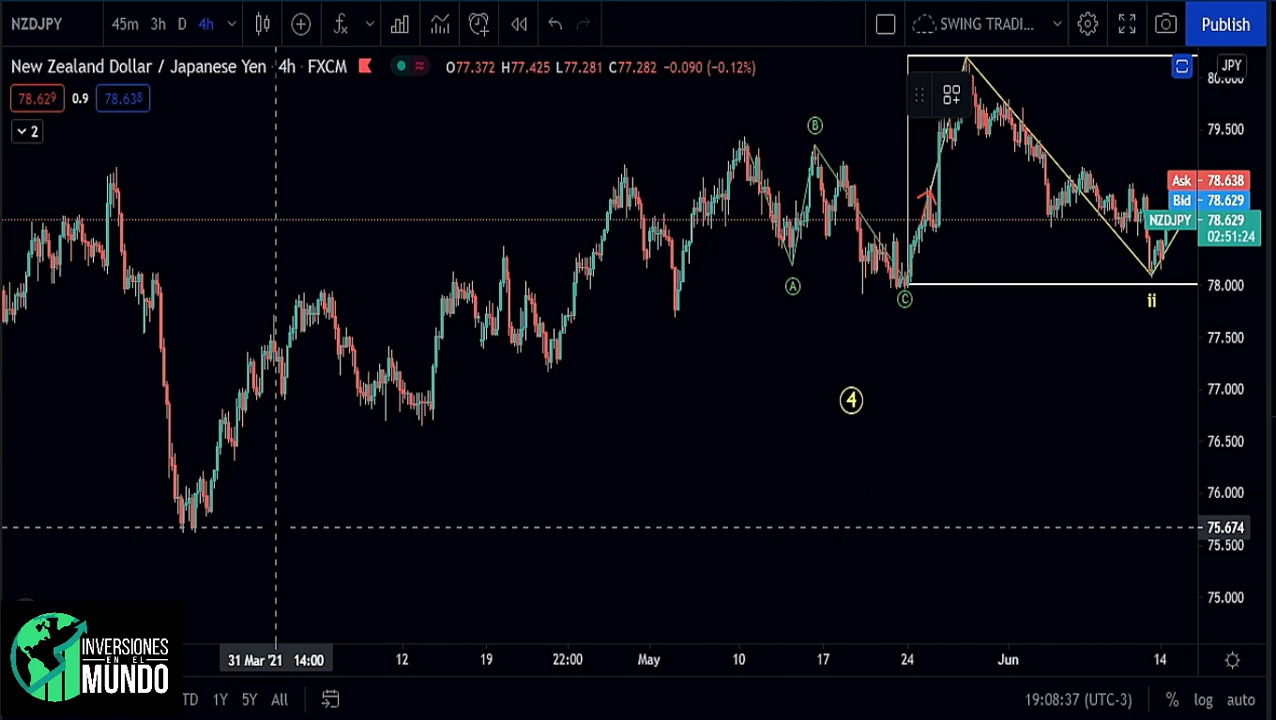 NZDJPY 45m 3h D 4h SWING TRADI... Publish
New Zealand Dollar / Japanese Yen · 4h · FXCM O77.372 H77.425 L77.281 C77.282 -0.090 (-0.12%)
JPY
78.629 0.9 78.638
2
80.000
79.500
B
Ask 78.638
Bid 78.629
NZDJPY 78.629
02:51:24
A
C
ii
78.000
77.500
77.000
4
76.500
76.000
75.674
75.500
75.000
INVERSIONES
EN EL
MUNDO
31 Mar '21 14:00 12 19 22:00 May 10 17 24 Jun 14
TD 1Y 5Y All 19:08:37 (UTC-3) % log auto